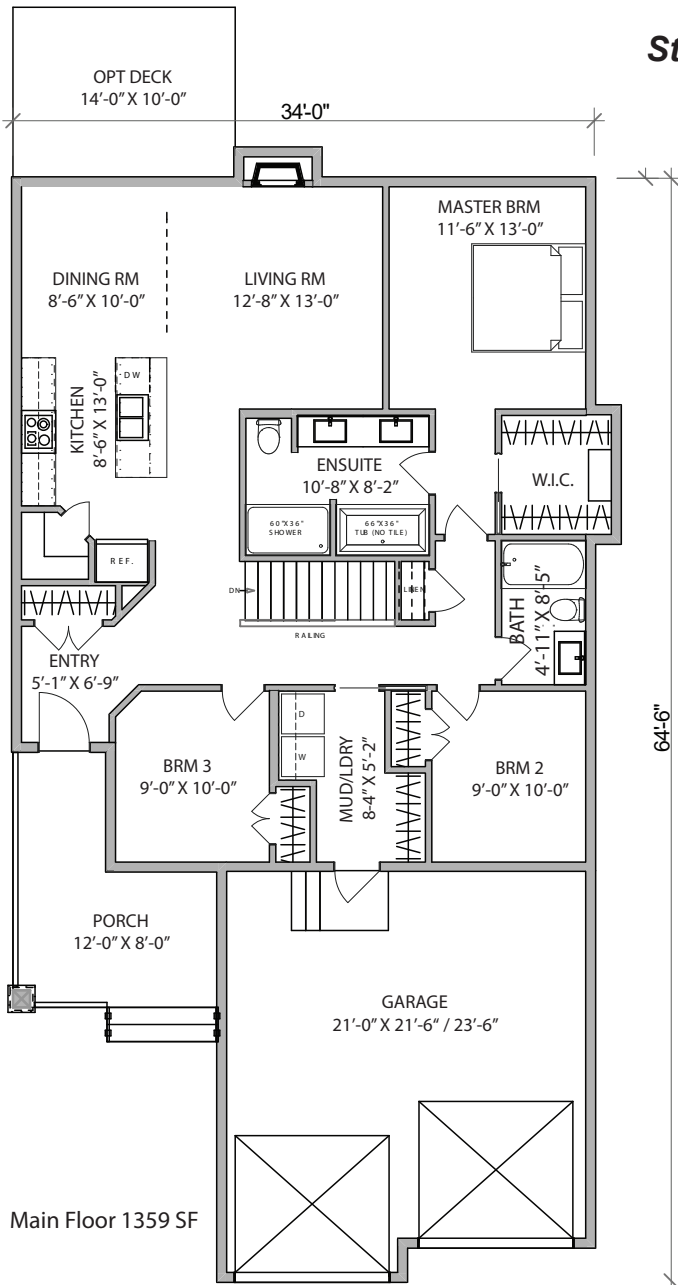 St
OPT DECK
14'-0" X 10'-0"
34'-0"
MASTER BRM
11'-6" X 13'-0"
DINING RM
8'-6" X 10'-0"
LIVING RM
12'-8" X 13'-0"
KITCHEN
8'-6" X 13'-0"
DW
ENSUITE
10'-8" X 8'-2"
W.I.C.
60"X36"
SHOWER
66"X36"
TUB (NO TILE)
REF.
DN
LINEN
RAILING
BATH
4'-11" X 8'-5"
ENTRY
5'-1" X 6'-9"
64'-6"
D
W
MUD/LDRY
8-4" X 5'-2"
BRM 3
9'-0" X 10'-0"
BRM 2
9'-0" X 10'-0"
PORCH
12'-0" X 8'-0"
GARAGE
21'-0" X 21'-6" / 23'-6"
Main Floor 1359 SF